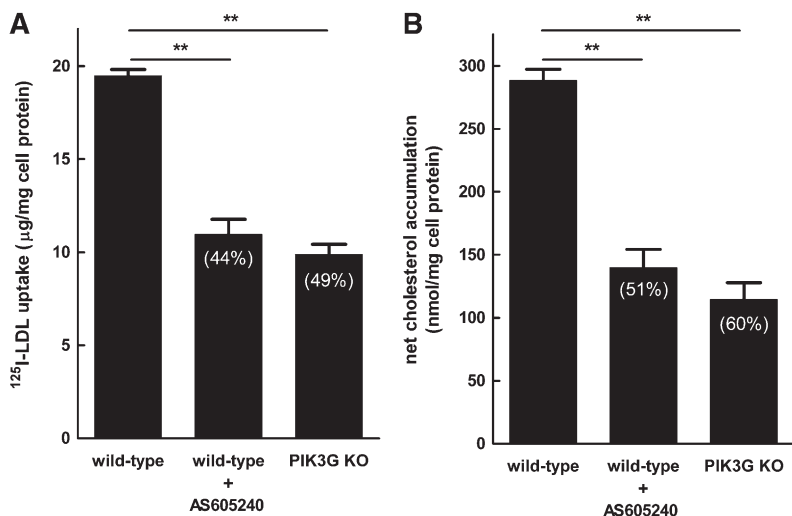 A
**
**
¹²⁵I-LDL uptake (µg/mg cell protein)
20
15
10
5
0
(44%)
(49%)
wild-type
wild-type
+
AS605240
PIK3G KO
B
**
**
net cholesterol accumulation
(nmol/mg cell protein)
300
250
200
150
100
50
0
(51%)
(60%)
wild-type
wild-type
+
AS605240
PIK3G KO